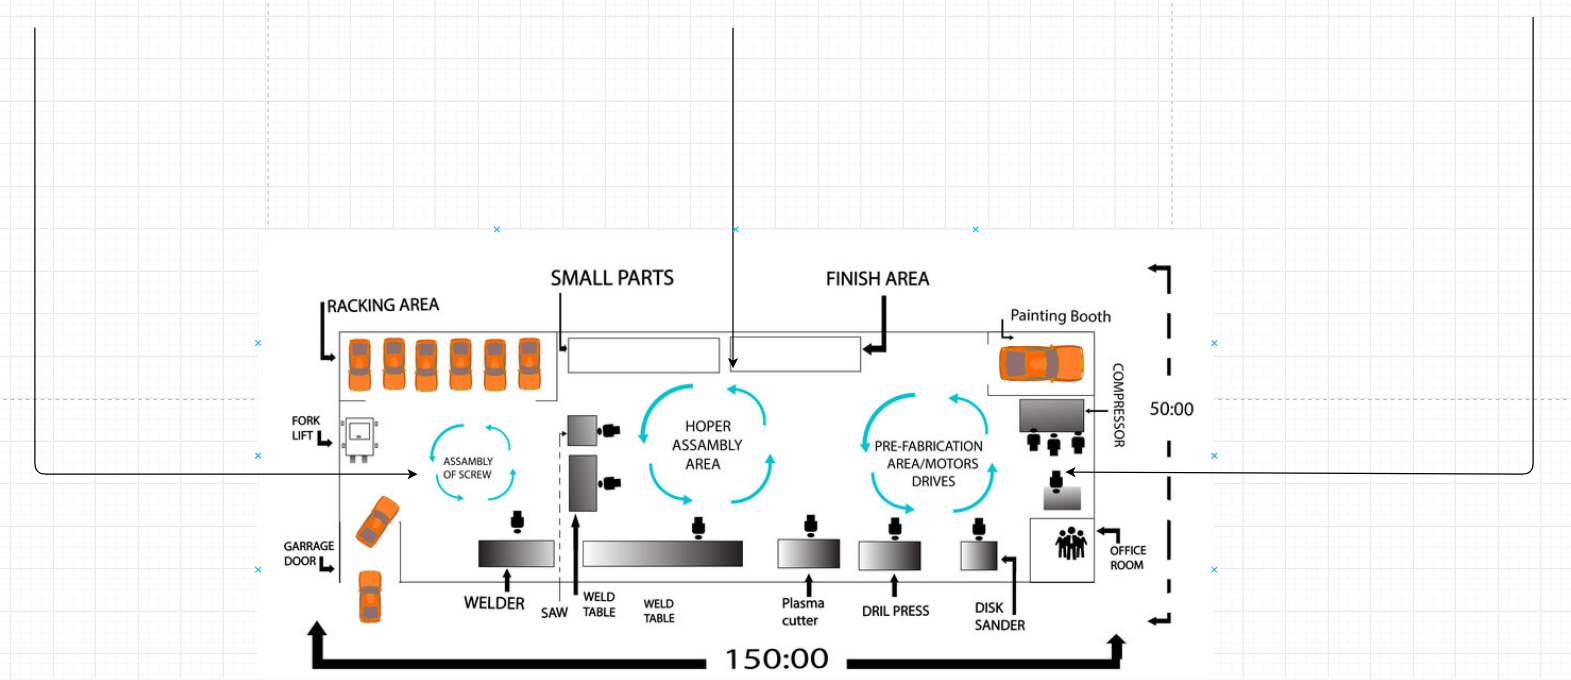 SMALL PARTS
FINISH AREA
RACKING AREA
Painting Booth
COMPRESSOR
50:00
FORK
LIFT
HOPER
ASSAMBLY
AREA
PRE-FABRICATION
AREA/MOTORS
DRIVES
ASSAMBLY
OF SCREW
GARRAGE
DOOR
OFFICE
ROOM
WELDER
SAW
WELD
TABLE
WELD
TABLE
Plasma
cutter
DRIL PRESS
DISK
SANDER
150:00